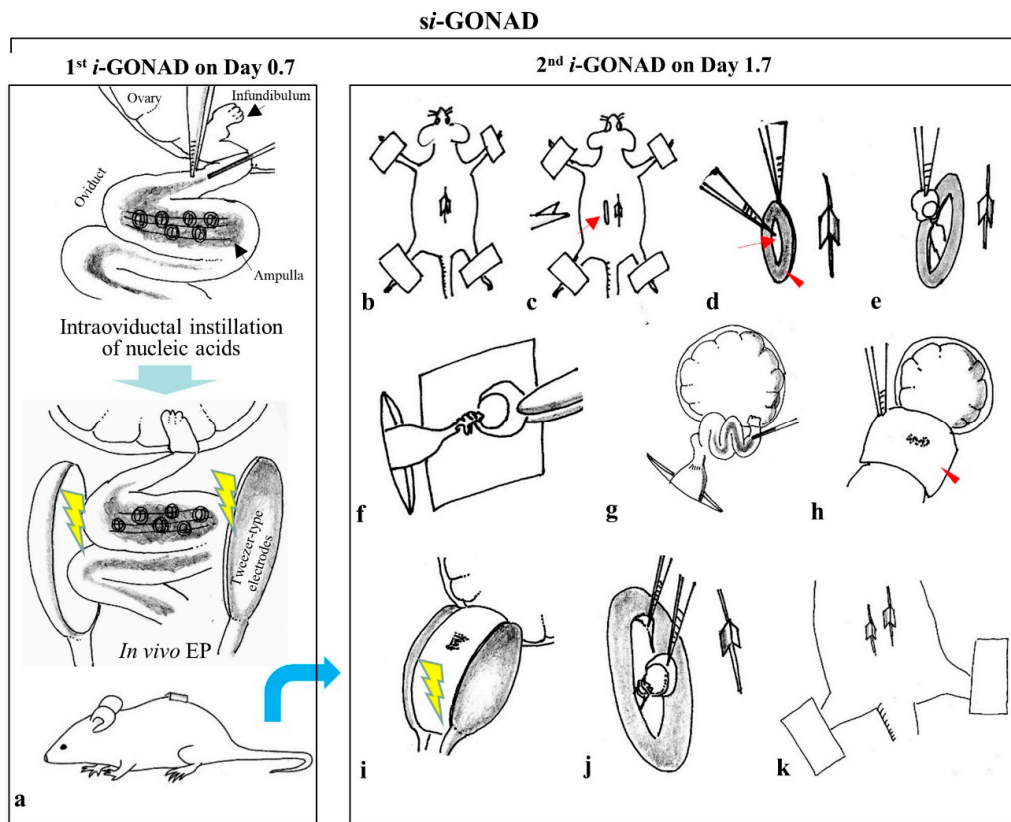 si-GONAD
1st i-GONAD on Day 0.7
2nd i-GONAD on Day 1.7
Ovary
Infundibulum
Oviduct
Ampulla
Intraoviductal instillation
of nucleic acids
Tweezer-type
electrodes
In vivo EP
a
b
c
d
e
f
g
h
i
j
k